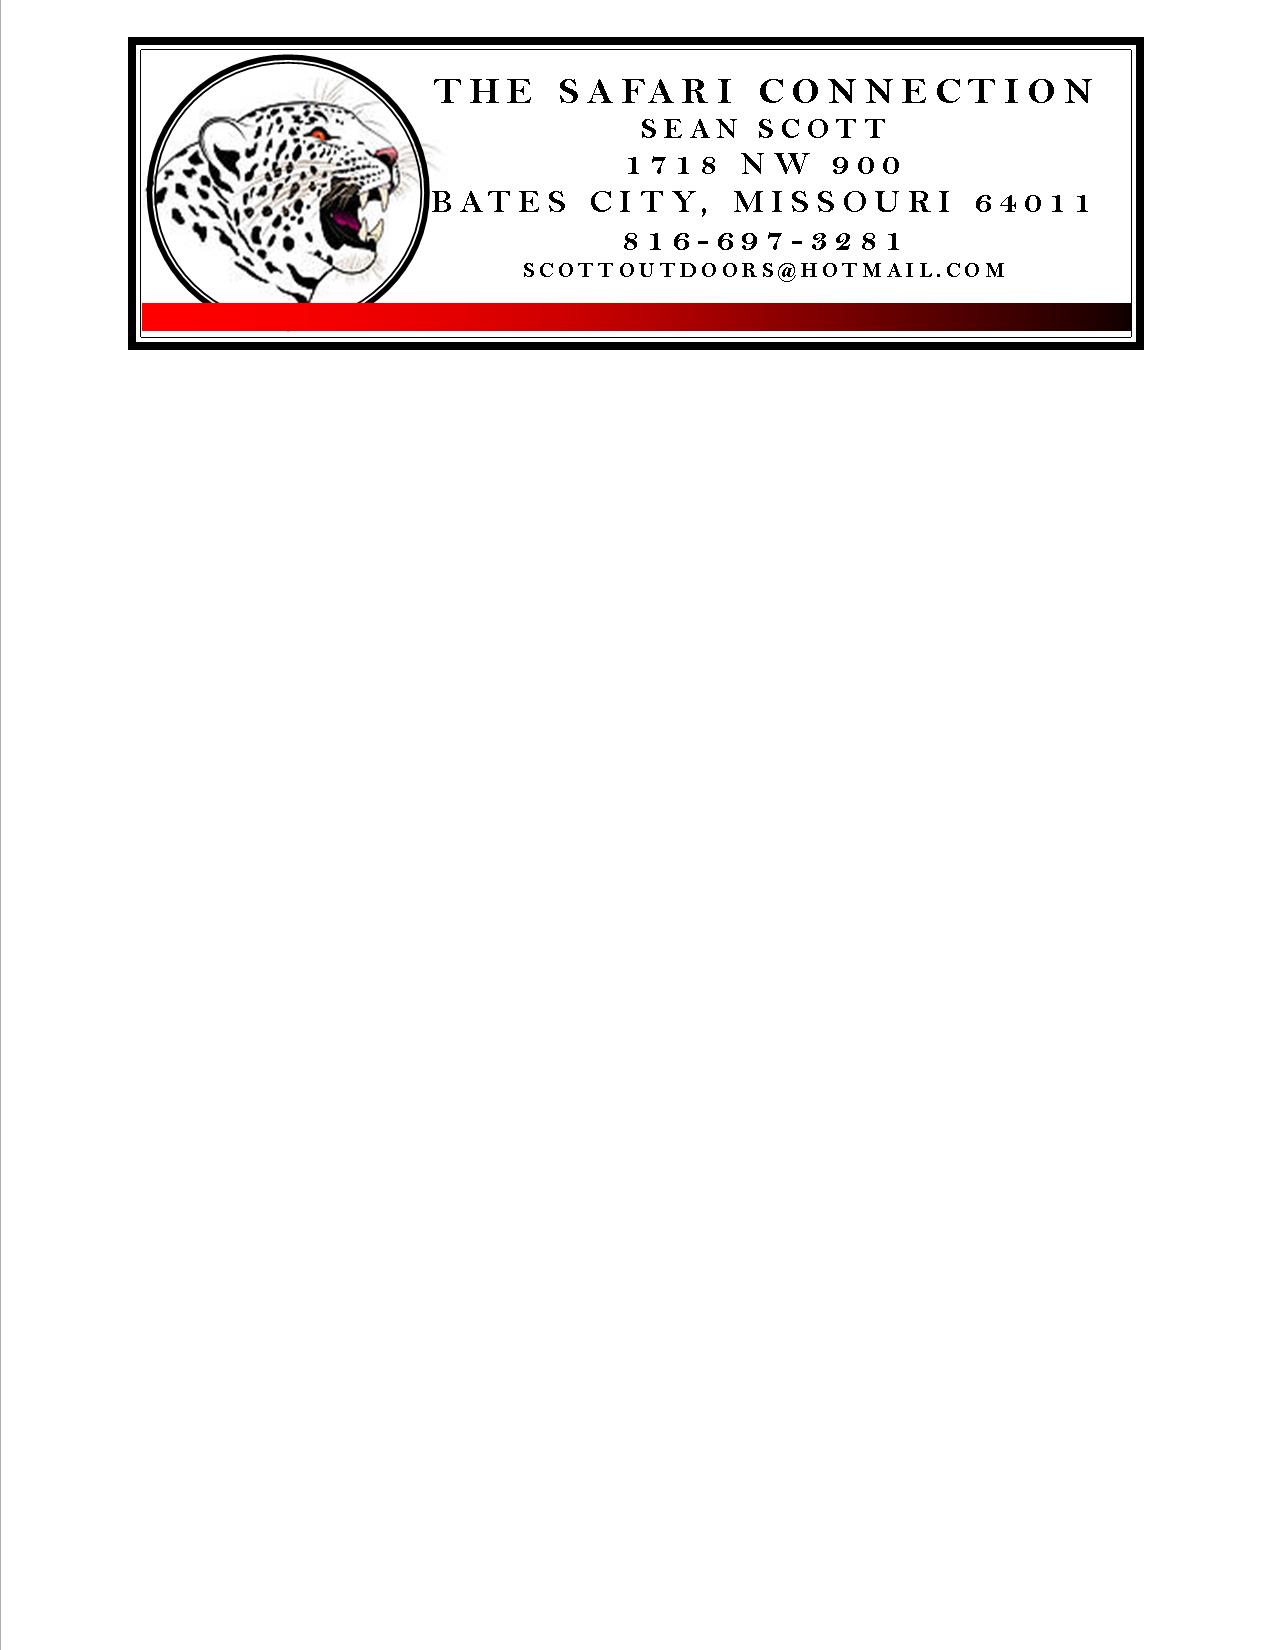 THE SAFARI CONNECTION
SEAN SCOTT
1718 NW 900
BATES CITY, MISSOURI 64011
816-697-3281
SCOTTOUTDOORS@HOTMAIL.COM